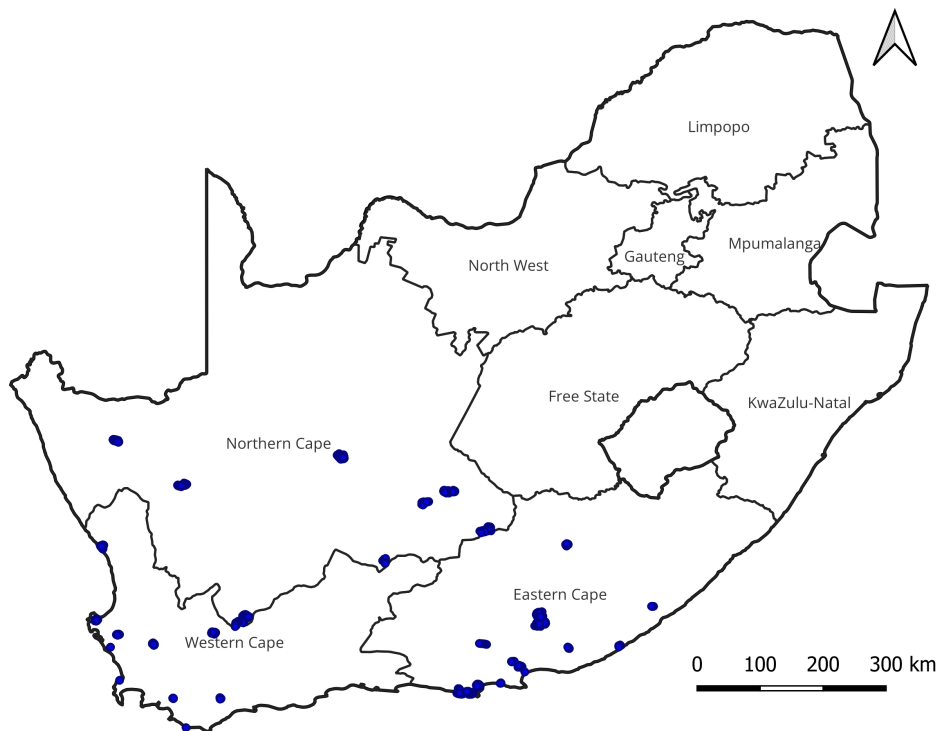 Limpopo
Mpumalanga
Gauteng
North West
Free State
KwaZulu-Natal
Northern Cape
Eastern Cape
Western Cape
0 100 200 300 km